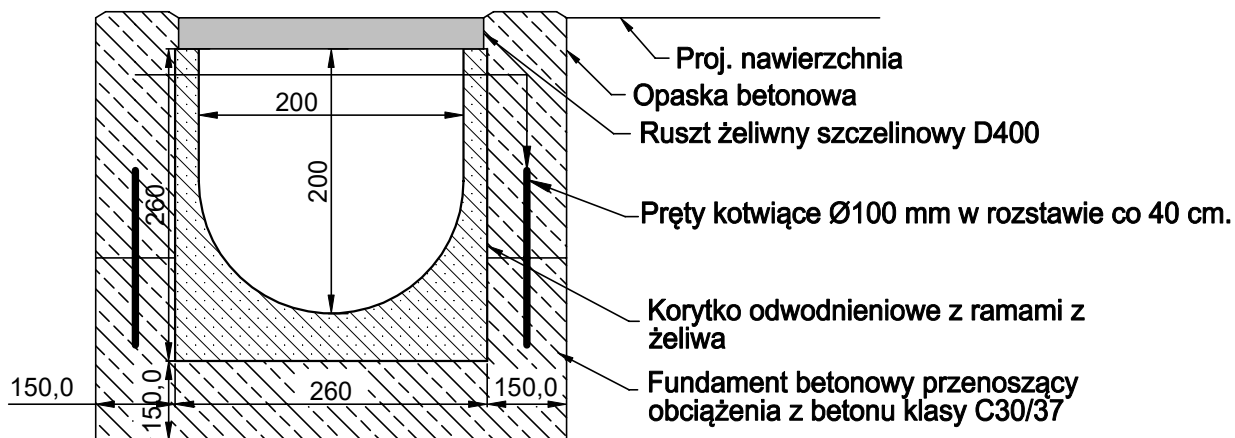 Proj. nawierzchnia
Opaska betonowa
200
Ruszt żeliwny szczelinowy D400
200
260
Pręty kotwiące Ø100 mm w rozstawie co 40 cm.
Korytko odwodnieniowe z ramami z
żeliwa
150,0
150,0
260
150,0
Fundament betonowy przenoszący
obciążenia z betonu klasy C30/37